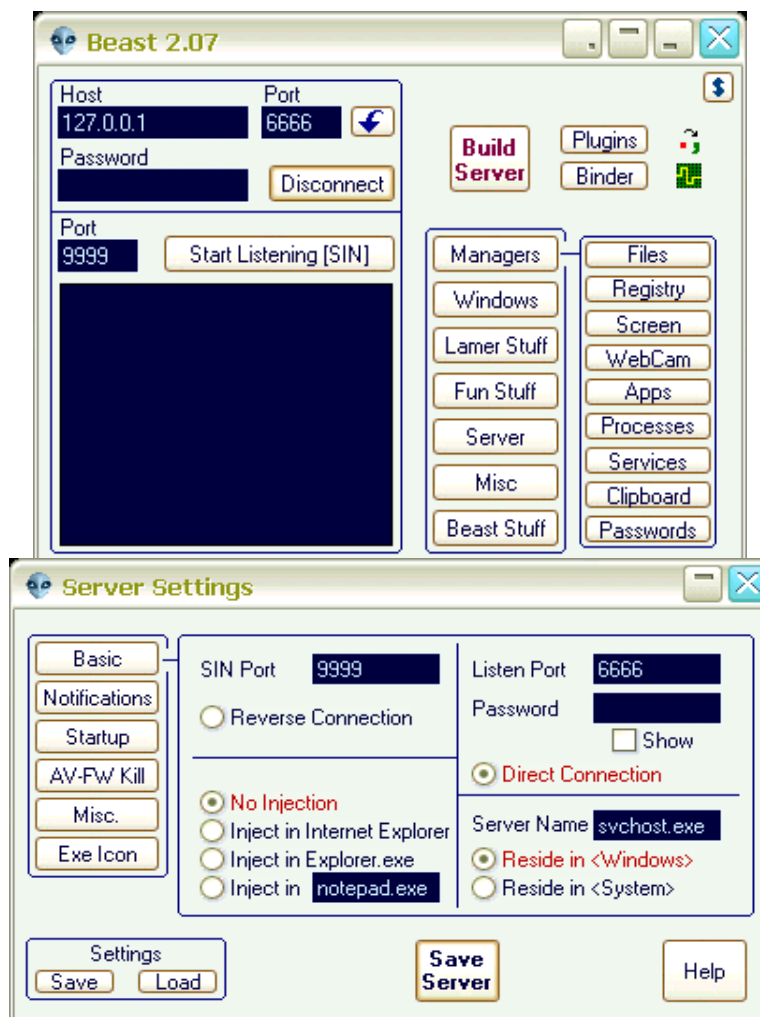 Beast 2.07
Host Port
127.0.0.1 6666
Password
Disconnect
Port
9999 Start Listening [SIN]
$
Build
Server
Plugins
Binder
Managers
Windows
Lamer Stuff
Fun Stuff
Server
Misc
Beast Stuff
Files
Registry
Screen
WebCam
Apps
Processes
Services
Clipboard
Passwords
Server Settings
Basic
Notifications
Startup
AV-FW Kill
Misc.
Exe Icon
SIN Port 9999
Reverse Connection
No Injection
Inject in Internet Explorer
Inject in Explorer.exe
Inject in notepad.exe
Listen Port 6666
Password
Show
Direct Connection
Server Name svchost.exe
Reside in <Windows>
Reside in <System>
Settings
Save Load
Save
Server
Help